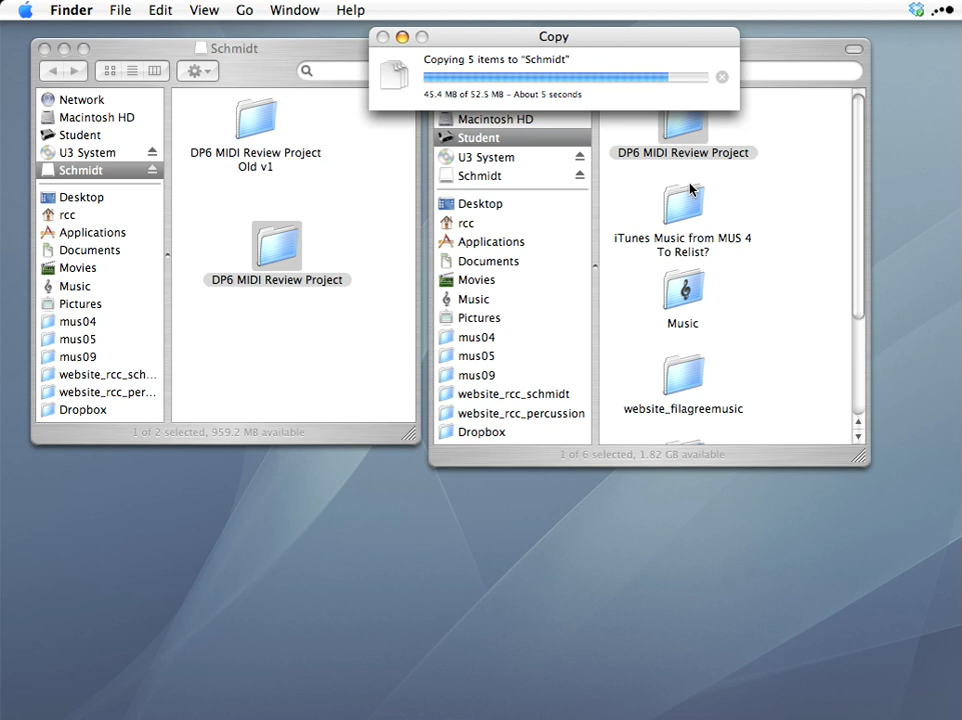 Finder File Edit View Go Window Help
Schmidt
Copy
Copying 5 items to “Schmidt”
45.4 MB of 52.5 MB – About 5 seconds
Network
Macintosh HD
Student
U3 System
Schmidt
Desktop
rcc
Applications
Documents
Movies
Music
Pictures
mus04
mus05
mus09
website_rcc_sch...
website_rcc_per...
Dropbox
DP6 MIDI Review Project
Old v1
DP6 MIDI Review Project
1 of 2 selected, 959.2 MB available
Macintosh HD
Student
U3 System
Schmidt
Desktop
rcc
Applications
Documents
Movies
Music
Pictures
mus04
mus05
mus09
website_rcc_schmidt
website_rcc_percussion
Dropbox
DP6 MIDI Review Project
iTunes Music from MUS 4
To Relist?
Music
website_filagreemusic
1 of 6 selected, 1.82 GB available